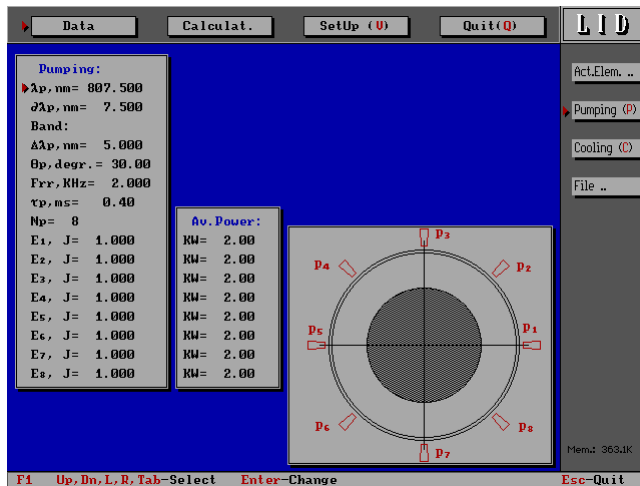 Data
Calculat.
SetUp (U)
Quit(Q)
LID
Pumping:
λp,nm= 807.500
∂λp,nm= 7.500
Band:
Δλp,nm= 5.000
θp,degr.= 30.00
Frr,KHz= 2.000
τp,ms= 0.40
Np= 8
E1, J= 1.000
E2, J= 1.000
E3, J= 1.000
E4, J= 1.000
E5, J= 1.000
E6, J= 1.000
E7, J= 1.000
E8, J= 1.000
Av.Power:
KW= 2.00
KW= 2.00
KW= 2.00
KW= 2.00
KW= 2.00
KW= 2.00
KW= 2.00
KW= 2.00
P3
P4
P2
P5
P1
P6
P8
P7
Act.Elem. ..
Pumping (P)
Cooling (C)
File ..
Mem.: 363.1K
F1 Up,Dn,L,R,Tab-Select Enter-Change Esc-Quit